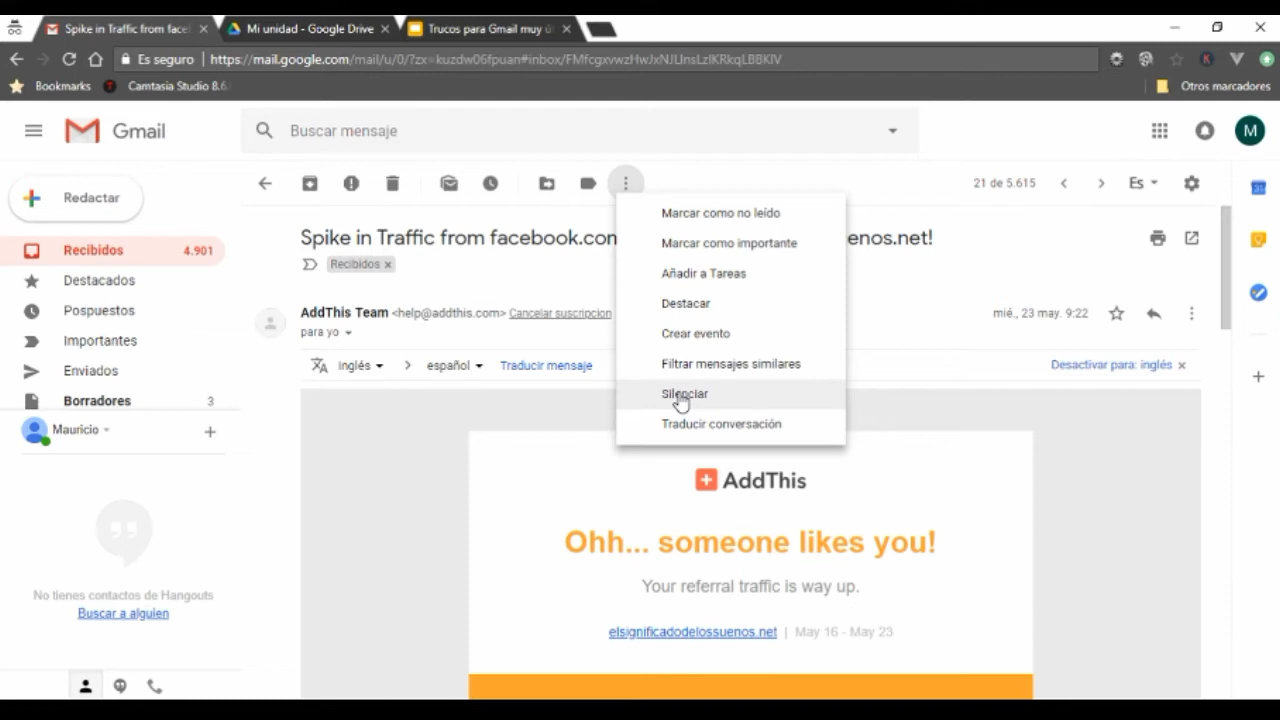 Spike in Traffic from face
Mi unidad - Google Drive
Trucos para Gmail muy ú
Es seguro
https://mail.google.com/mail/u/0/?zx=kuzdw06fpuan#inbox/FMfcgxvwzHwJxNJLlnsLzlKRkqLBBKlV
Bookmarks
Camtasia Studio 8.6.
Otros marcadores
Gmail
Buscar mensaje
M
Redactar
21 de 5.615
Es
31
Recibidos 4.901
Destacados
Pospuestos
Importantes
Enviados
Borradores 3
Mauricio
No tienes contactos de Hangouts
Buscar a alguien
Marcar como no leído
Marcar como importante
Añadir a Tareas
Destacar
Crear evento
Filtrar mensajes similares
Silenciar
Traducir conversación
Spike in Traffic from facebook.com enos.net!
Recibidos x
AddThis Team <help@addthis.com> Cancelar suscripcion
mié., 23 may. 9:22
para yo
inglés > español Traducir mensaje
Desactivar para: inglés x
AddThis
Ohh... someone likes you!
Your referral traffic is way up.
elsignificadodelossuenos.net | May 16 - May 23